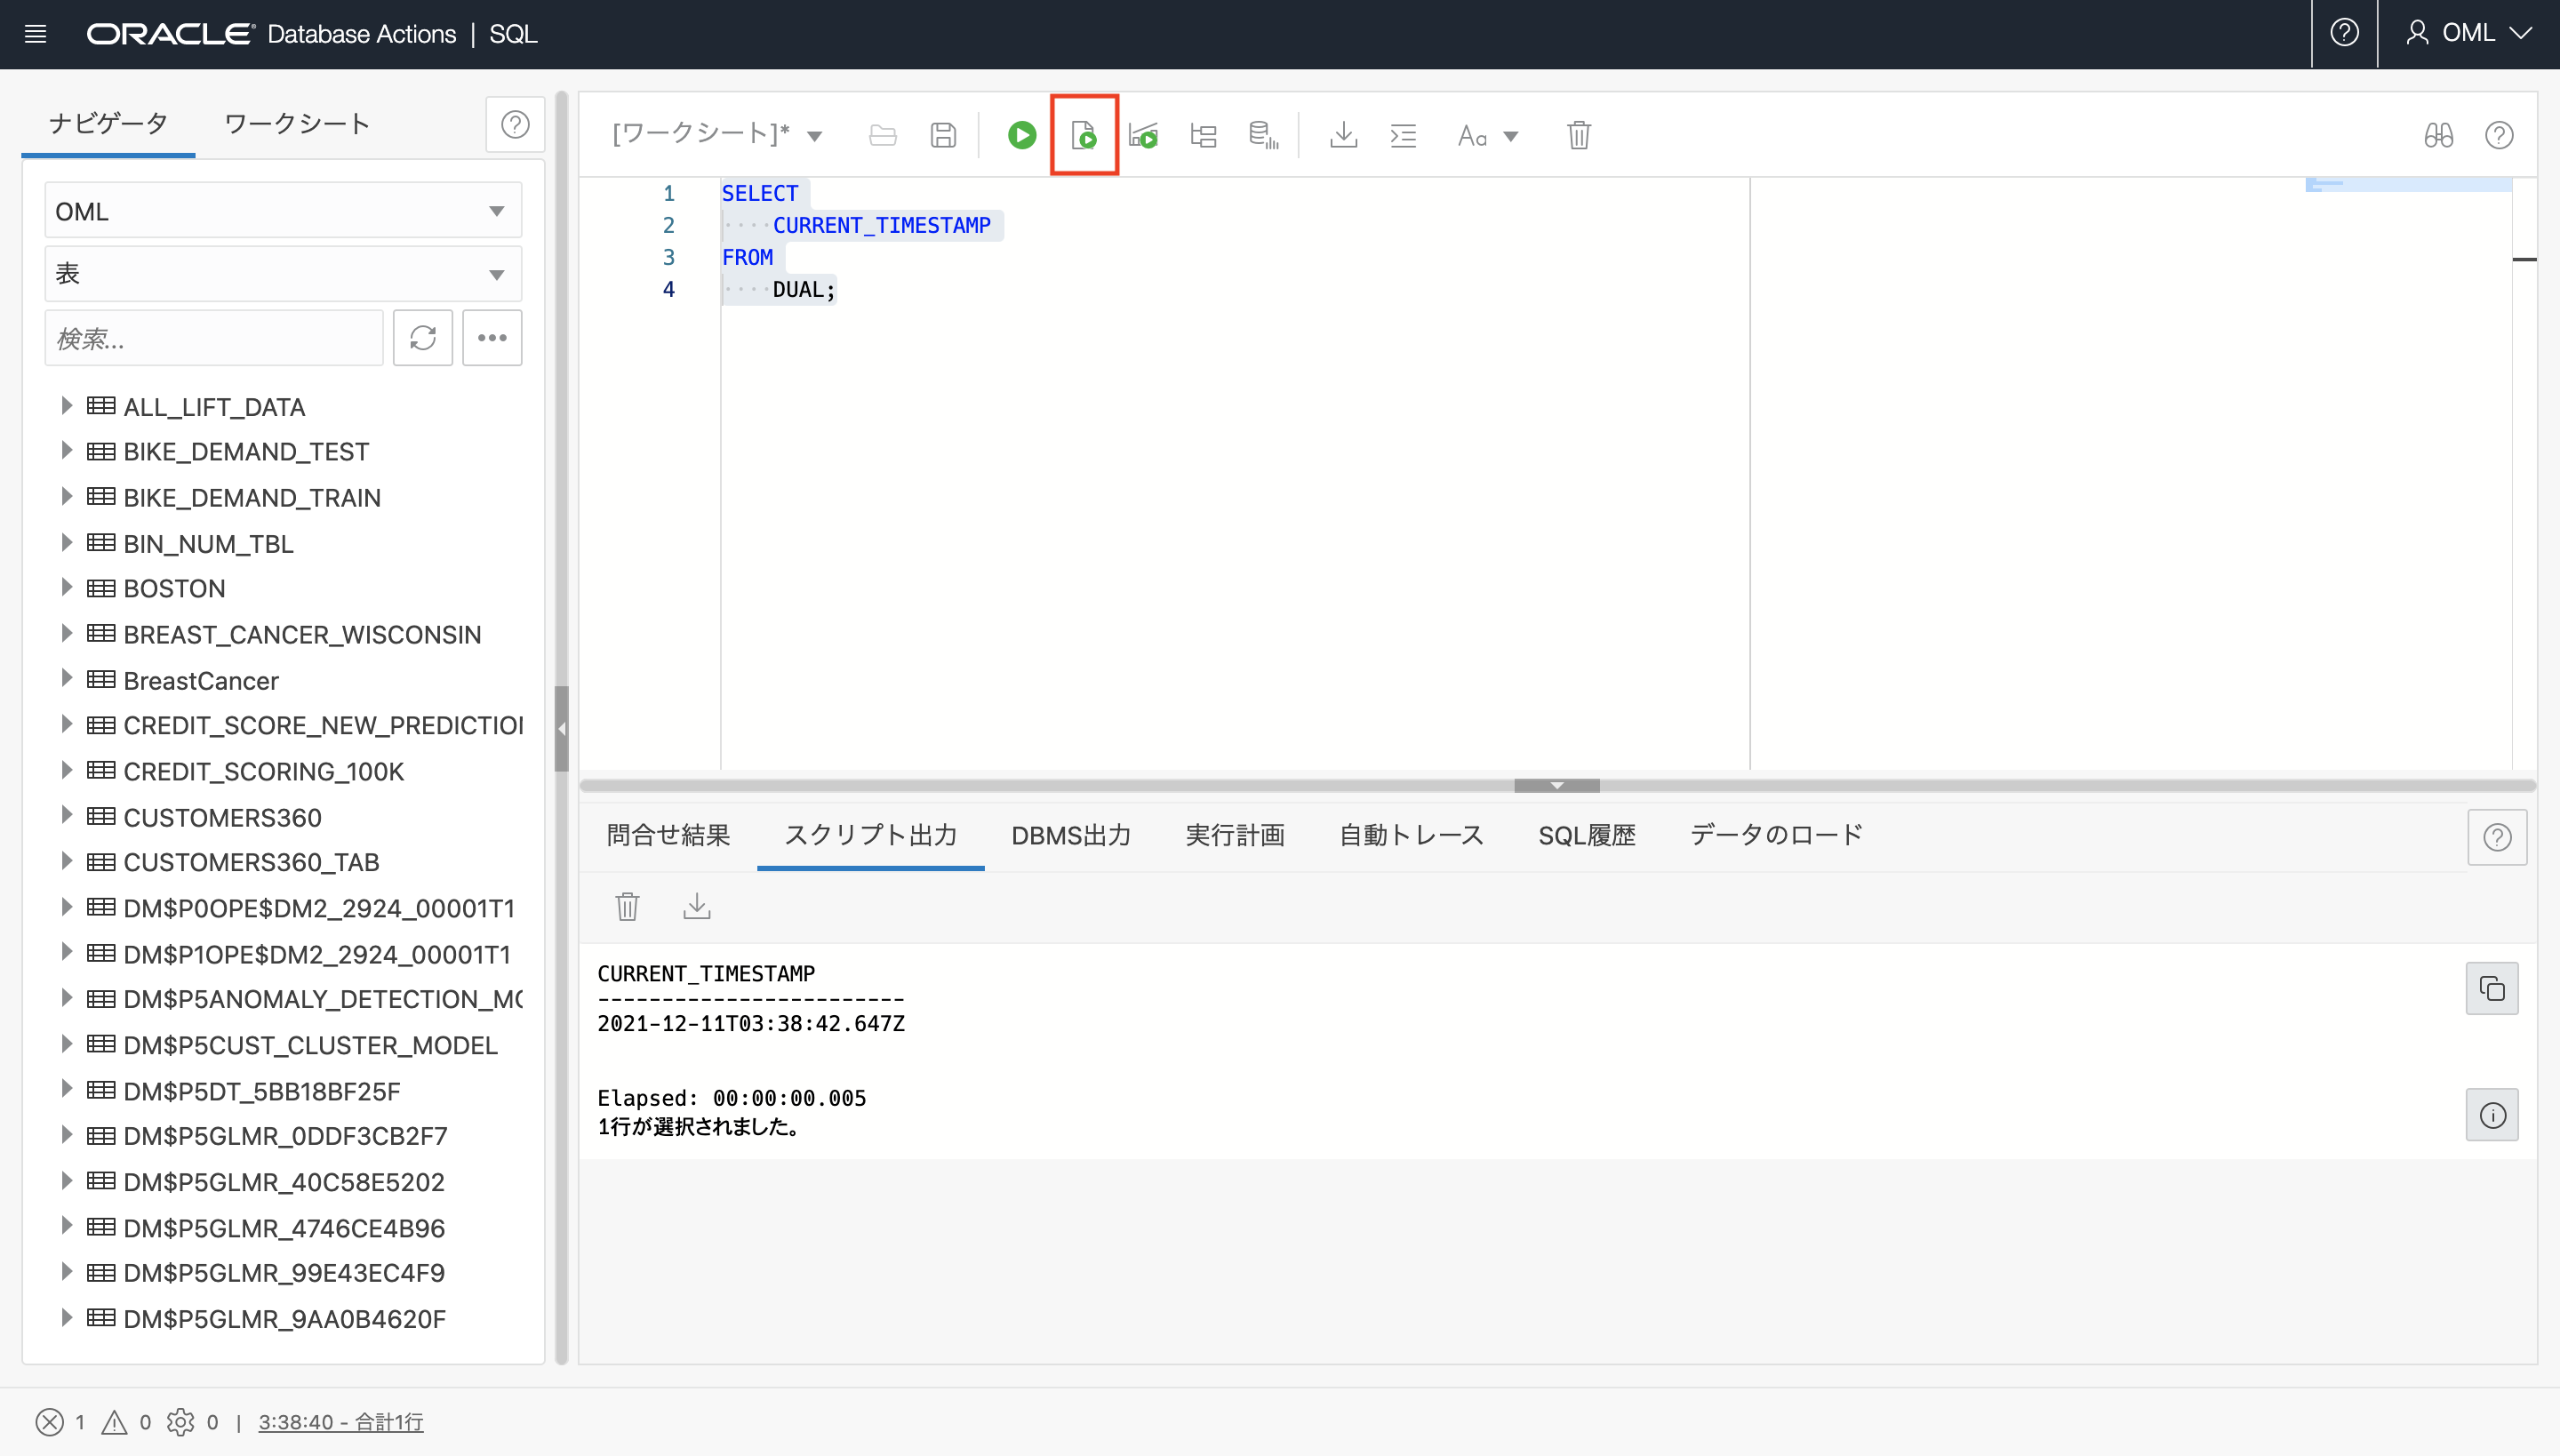 ORACLE Database Actions | SQL
OML
ナビゲータ
ワークシート
OML
表
検索...
ALL_LIFT_DATA
BIKE_DEMAND_TEST
BIKE_DEMAND_TRAIN
BIN_NUM_TBL
BOSTON
BREAST_CANCER_WISCONSIN
BreastCancer
CREDIT_SCORE_NEW_PREDICTION
CREDIT_SCORING_100K
CUSTOMERS360
CUSTOMERS360_TAB
DM$P0OPE$DM2_2924_00001T1
DM$P1OPE$DM2_2924_00001T1
DM$P5ANOMALY_DETECTION_MO
DM$P5CUST_CLUSTER_MODEL
DM$P5DT_5BB18BF25F
DM$P5GLMR_0DDF3CB2F7
DM$P5GLMR_40C58E5202
DM$P5GLMR_4746CE4B96
DM$P5GLMR_99E43EC4F9
DM$P5GLMR_9AA0B4620F
[ワークシート]*
Aa
1 SELECT
2 ····CURRENT_TIMESTAMP
3 FROM
4 ····DUAL;
問合せ結果 スクリプト出力 DBMS出力 実行計画 自動トレース SQL履歴 データのロード
CURRENT_TIMESTAMP
------------------------
2021-12-11T03:38:42.647Z
Elapsed: 00:00:00.005
1行が選択されました。
1 0 0 | 3:38:40 - 合計1行